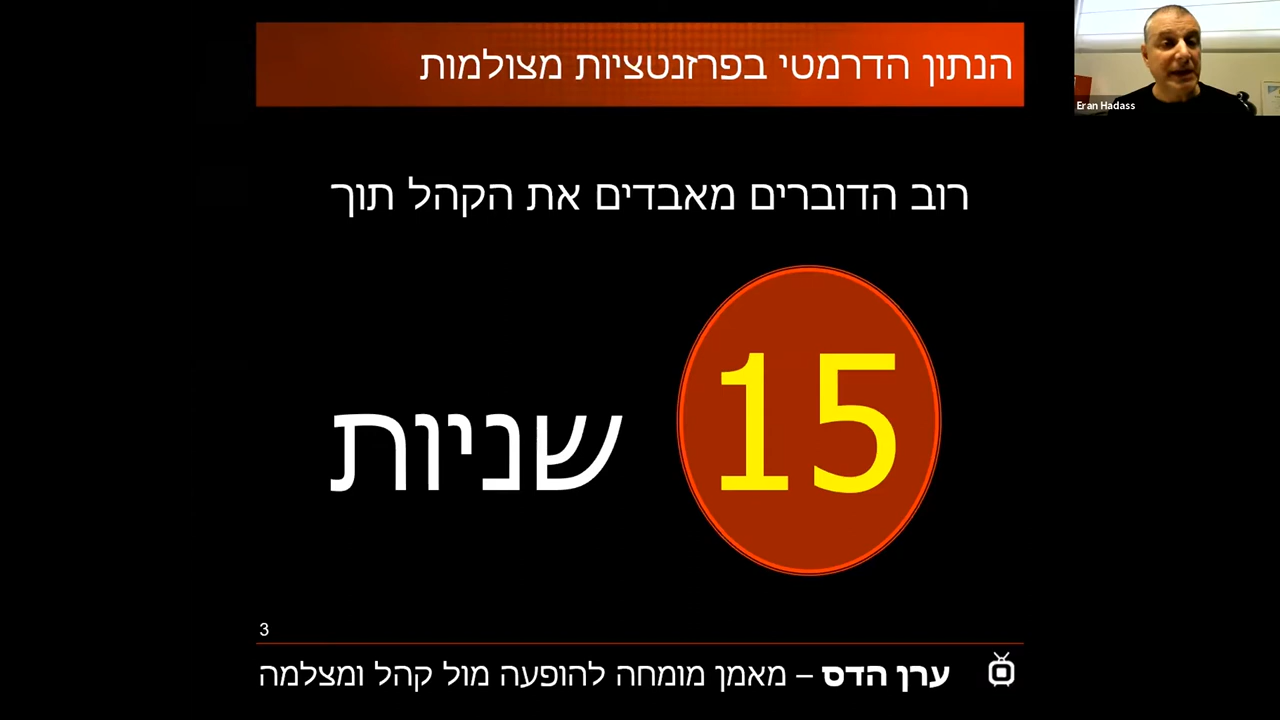 הנתון הדרמטי בפרזנטציות מצולמות
Eran Hadass
רוב הדוברים מאבדים את הקהל תוך
15 שניות
3
ערן הדס – מאמן מומחה להופעה מול קהל ומצלמה